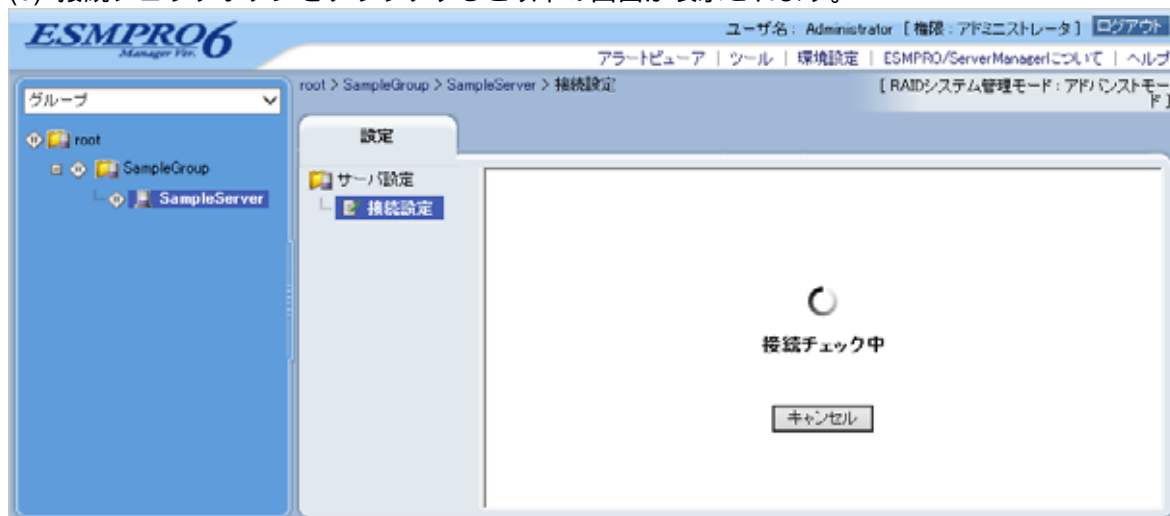 ESMPRO6
Manager Ver.
ユーザ名： Administrator [ 権限：アドミニストレータ ] ログアウト
アラートビューア | ツール | 環境設定 | ESMPRO/ServerManagerについて | ヘルプ
グループ
root > SampleGroup > SampleServer > 接続設定
[ RAIDシステム管理モード：アドバンストモード ]
root
SampleGroup
SampleServer
設定
サーバ設定
接続設定
接続チェック中
キャンセル